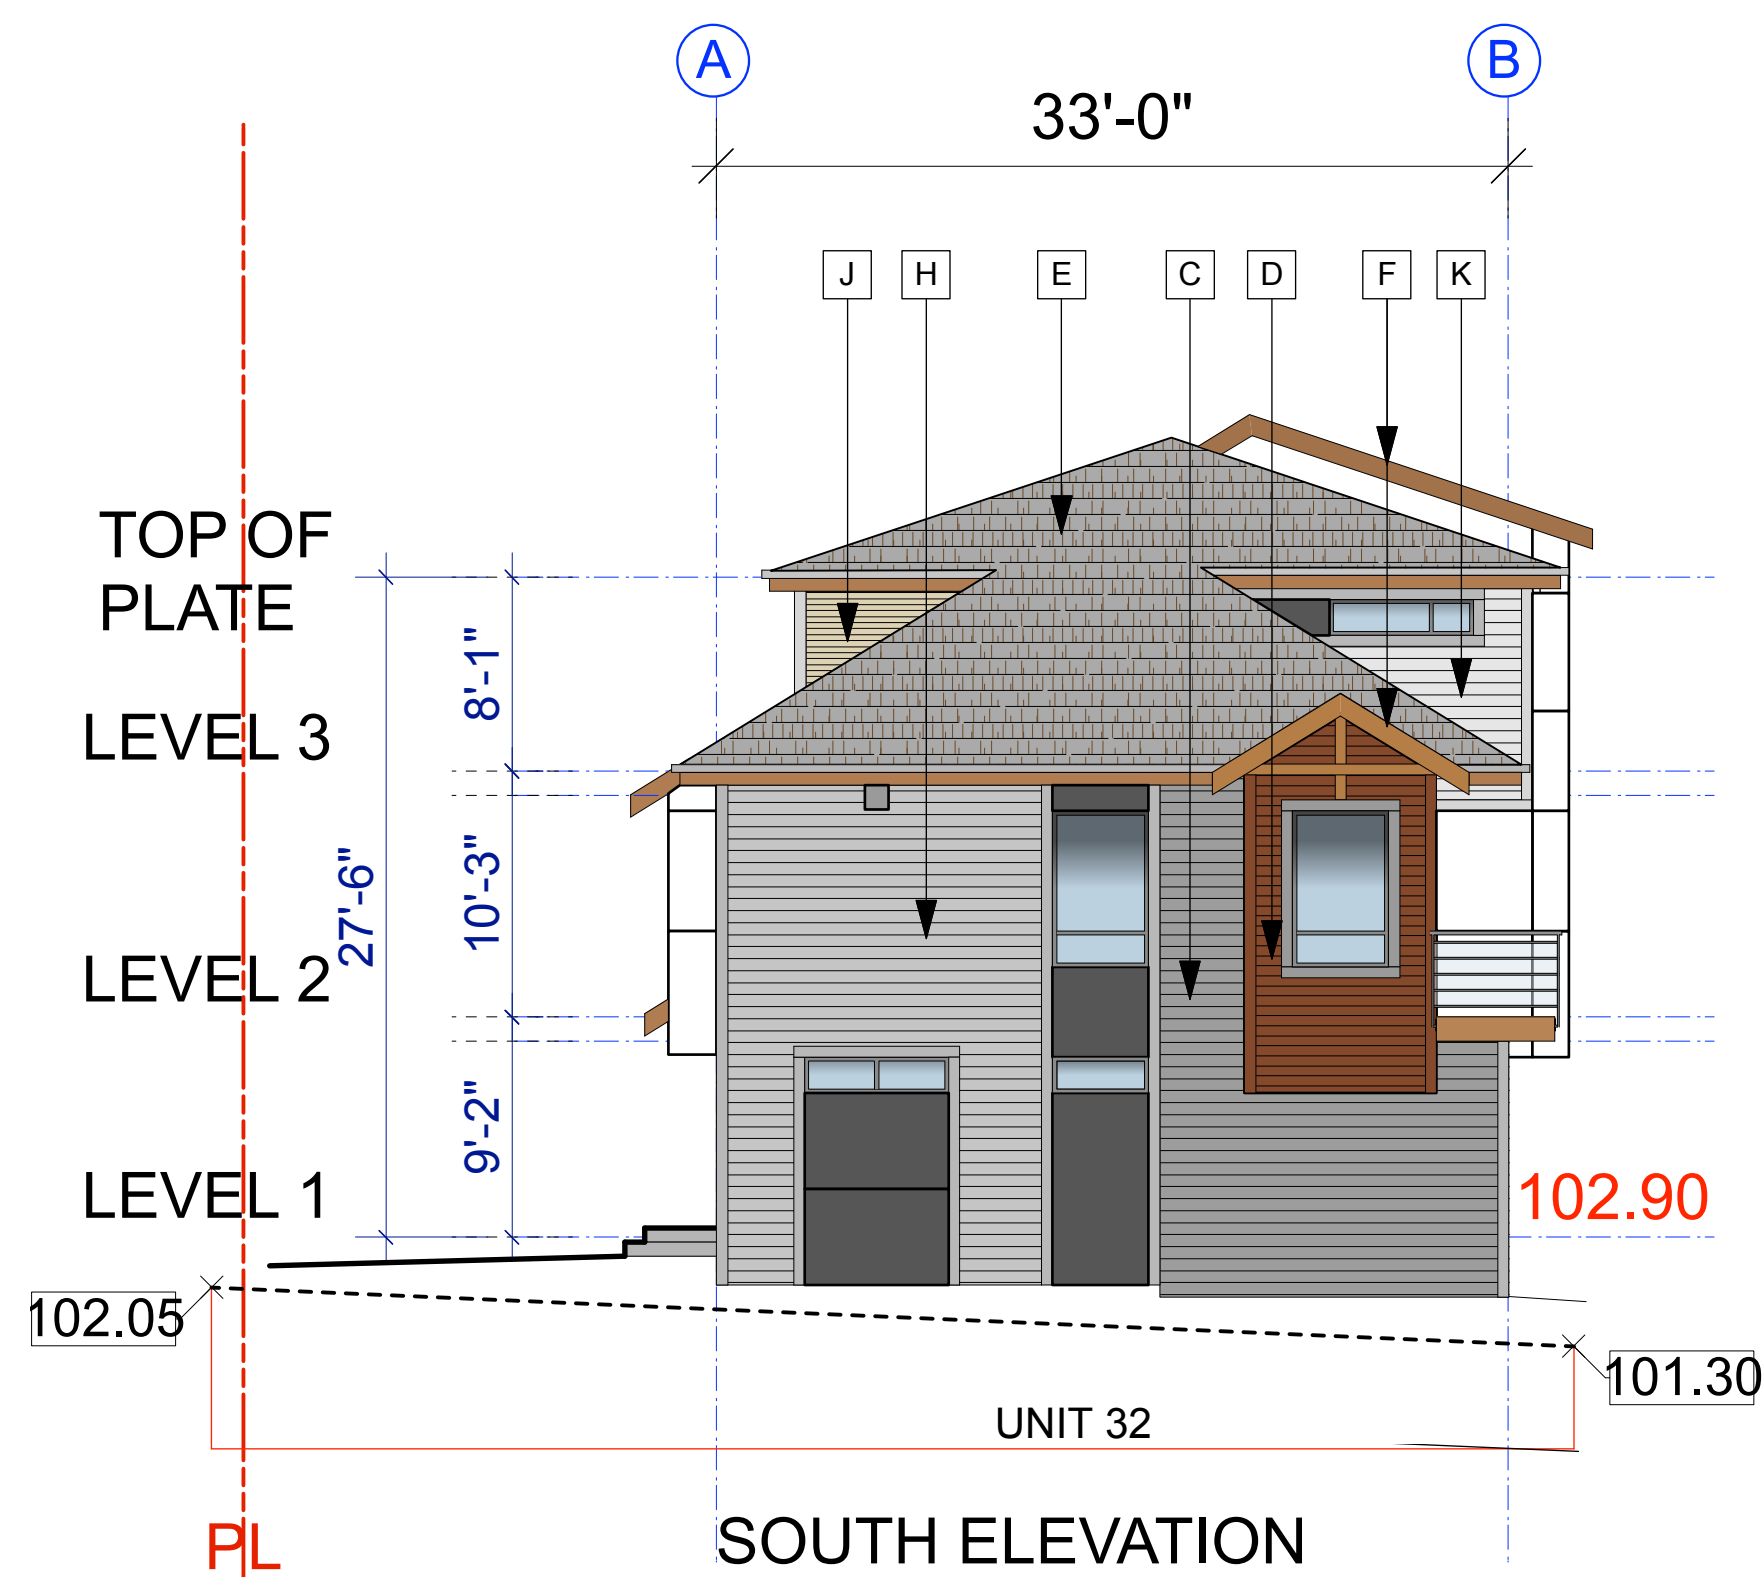 A
B
33'-0"
J
H
E
C
D
F
K
TOP OF
PLATE
8'-1"
LEVEL 3
27'-6"
10'-3"
LEVEL 2
9'-2"
LEVEL 1
102.90
102.05
101.30
UNIT 32
PL
SOUTH ELEVATION